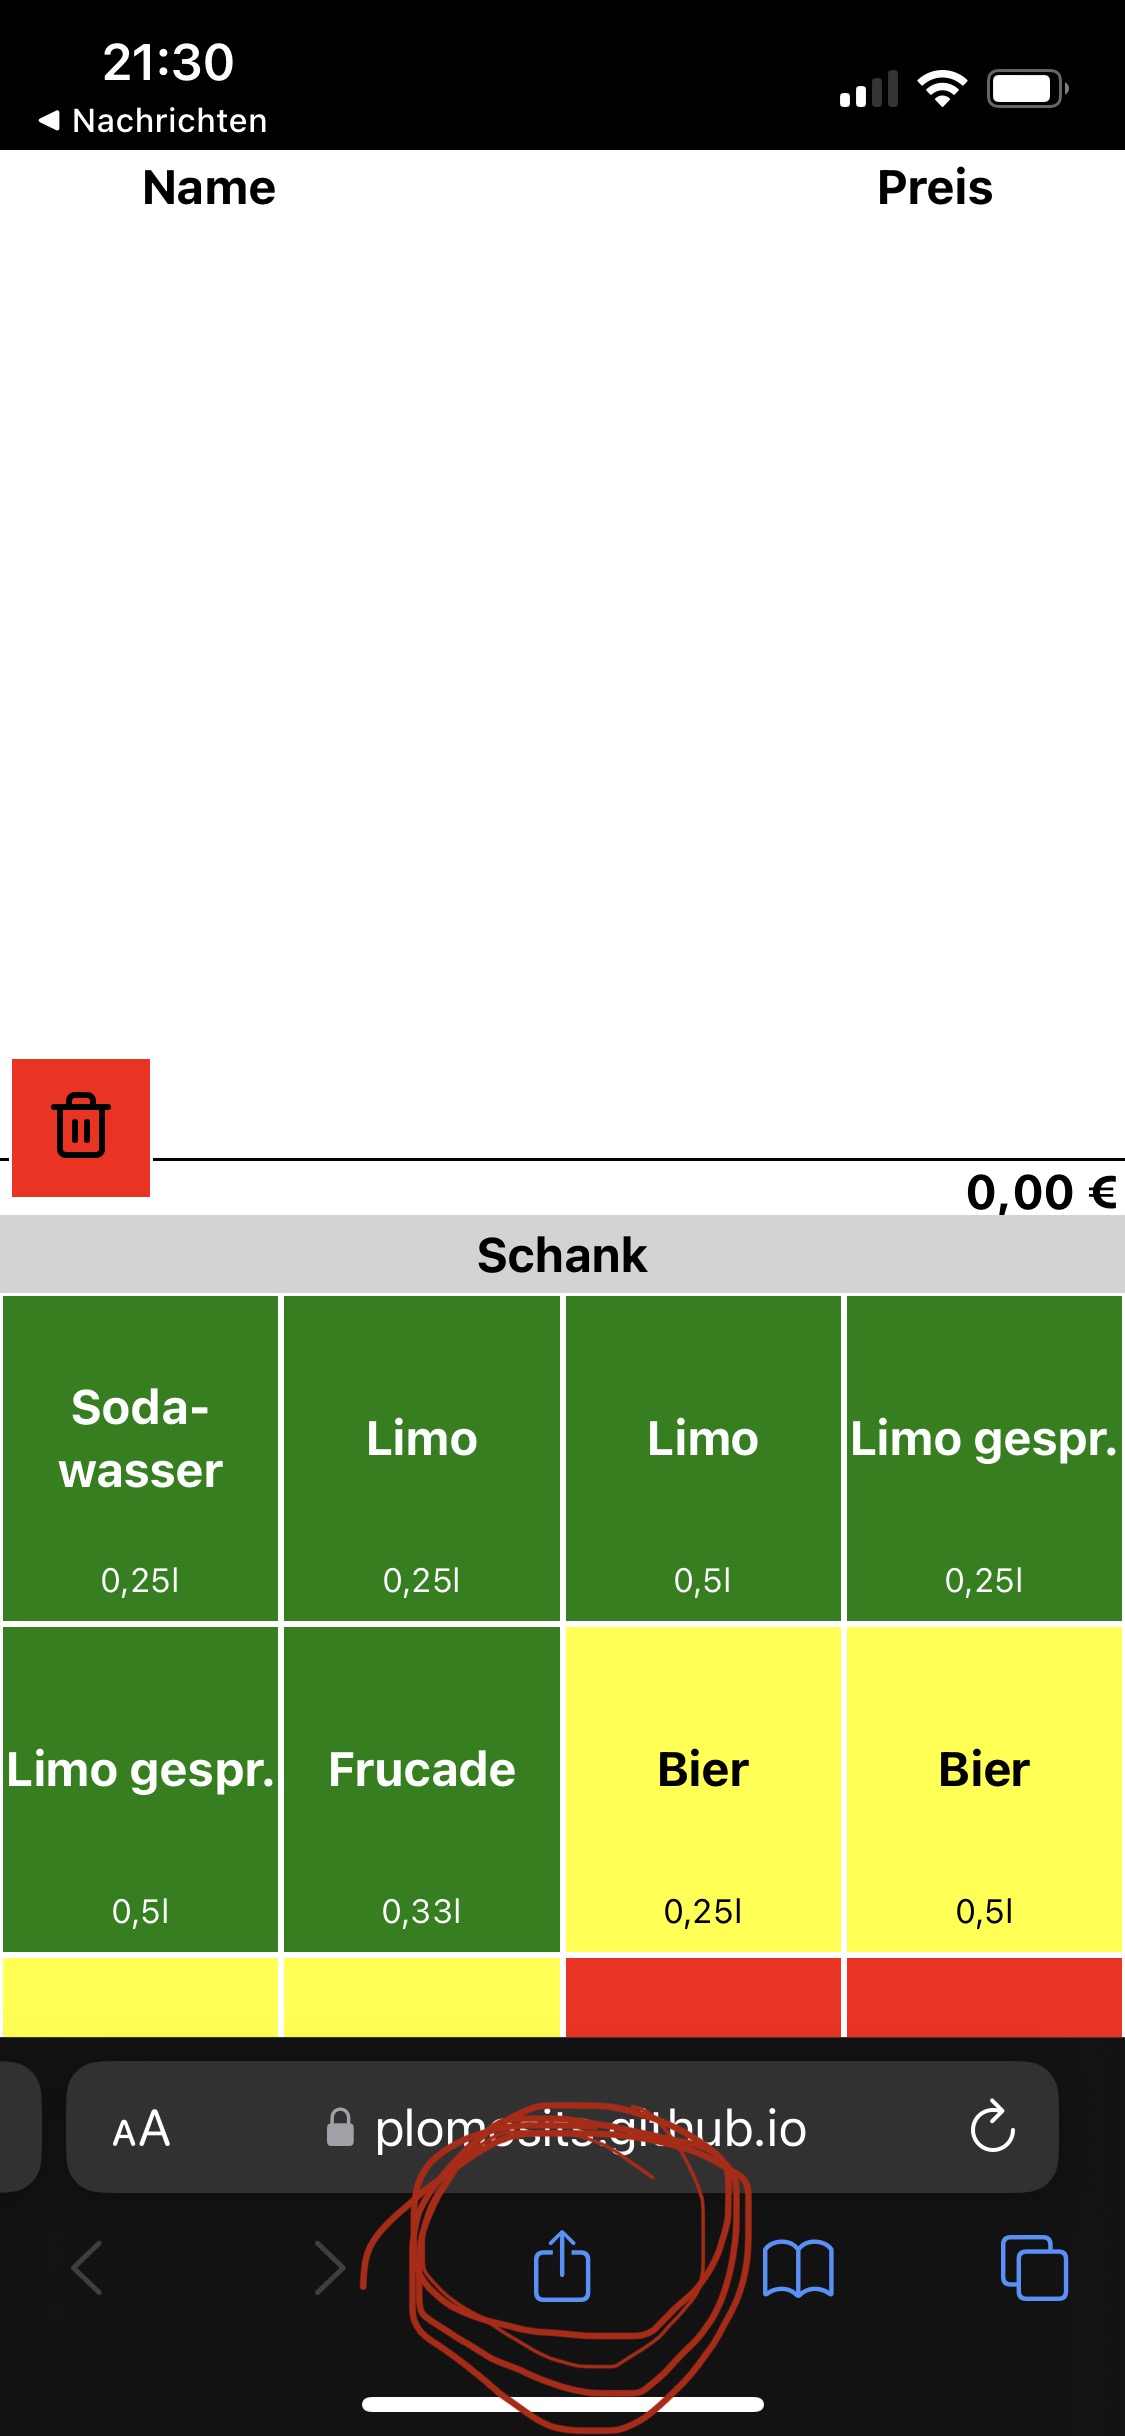 21:30
◀ Nachrichten
Name Preis
0,00 €
Schank
Soda-
wasser
0,25l
Limo
0,25l
Limo
0,5l
Limo gespr.
0,25l
Limo gespr.
0,5l
Frucade
0,33l
Bier
0,25l
Bier
0,5l
AA plomosits.github.io